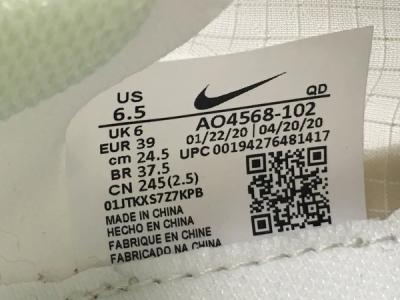 US
6.5
UK 6
EUR 39
cm 24.5
BR 37.5
CN 245(2.5)
01JTKXS7Z7KPB
MADE IN CHINA
HECHO EN CHINA
FABRIQUE EN CHINE
FABRICADO NA CHINA
QD
AO4568-102
01/22/20 | 04/20/20
UPC 00194276481417